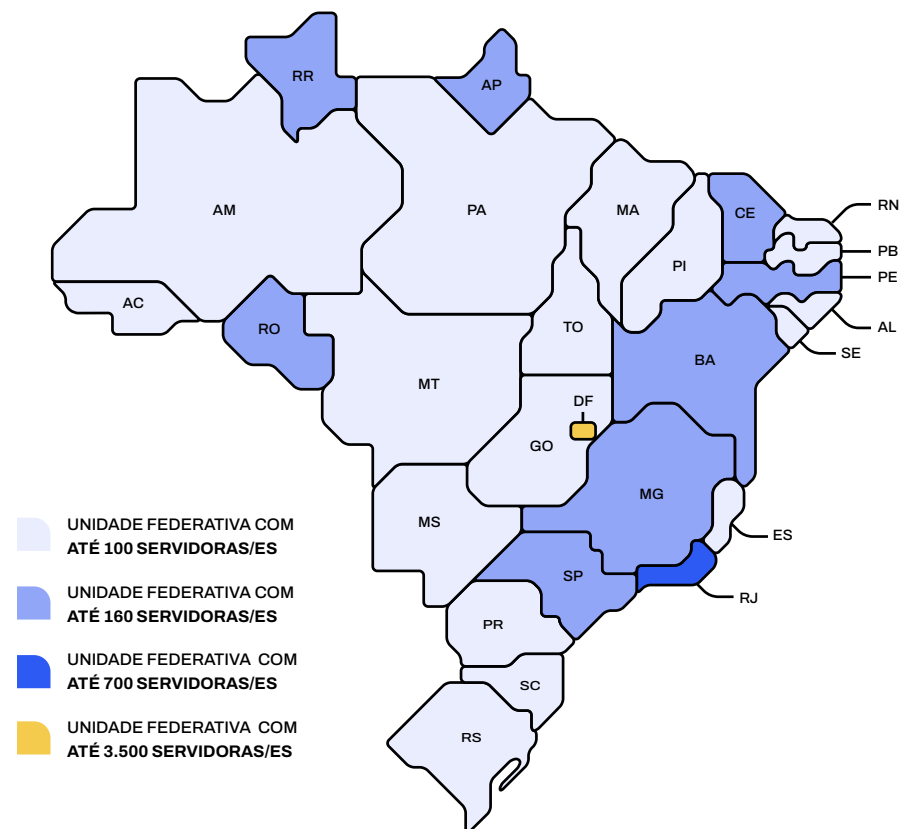 RR
AP
AM
PA
MA
CE
RN
PB
PI
PE
AC
RO
TO
AL
SE
BA
MT
DF
GO
MG
MS
ES
SP
RJ
PR
SC
RS
UNIDADE FEDERATIVA COM
ATÉ 100 SERVIDORAS/ES
UNIDADE FEDERATIVA COM
ATÉ 160 SERVIDORAS/ES
UNIDADE FEDERATIVA COM
ATÉ 700 SERVIDORAS/ES
UNIDADE FEDERATIVA COM
ATÉ 3.500 SERVIDORAS/ES